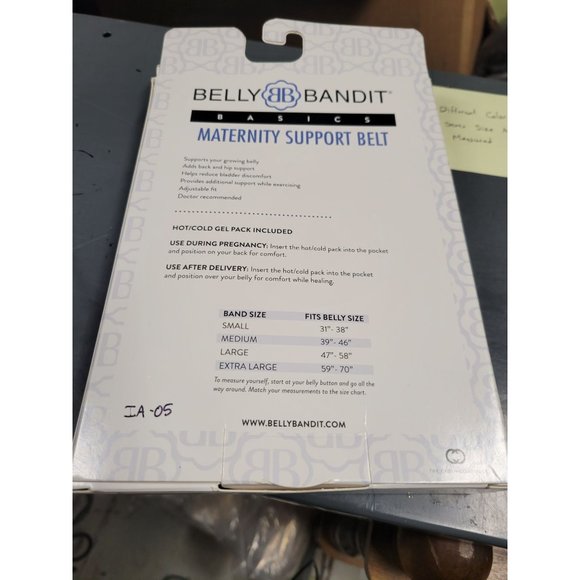 BELLY BB BANDIT®
BASICS
MATERNITY SUPPORT BELT
Supports your growing belly
Adds back and hip support
Helps reduce bladder discomfort
Provides additional support while exercising
Adjustable fit
Doctor recommended
HOT/COLD GEL PACK INCLUDED
USE DURING PREGNANCY: Insert the hot/cold pack into the pocket
and position on your back for comfort.
USE AFTER DELIVERY: Insert the hot/cold pack into the pocket
and position over your belly for comfort while healing.
BAND SIZE FITS BELLY SIZE
SMALL 31"- 38"
MEDIUM 39"- 46"
LARGE 47"- 58"
EXTRA LARGE 59"- 70"
To measure yourself, start at your belly button and go all the
way around. Match your measurements to the size chart.
IA-05
WWW.BELLYBANDIT.COM
Different Color
Same Size
Measured